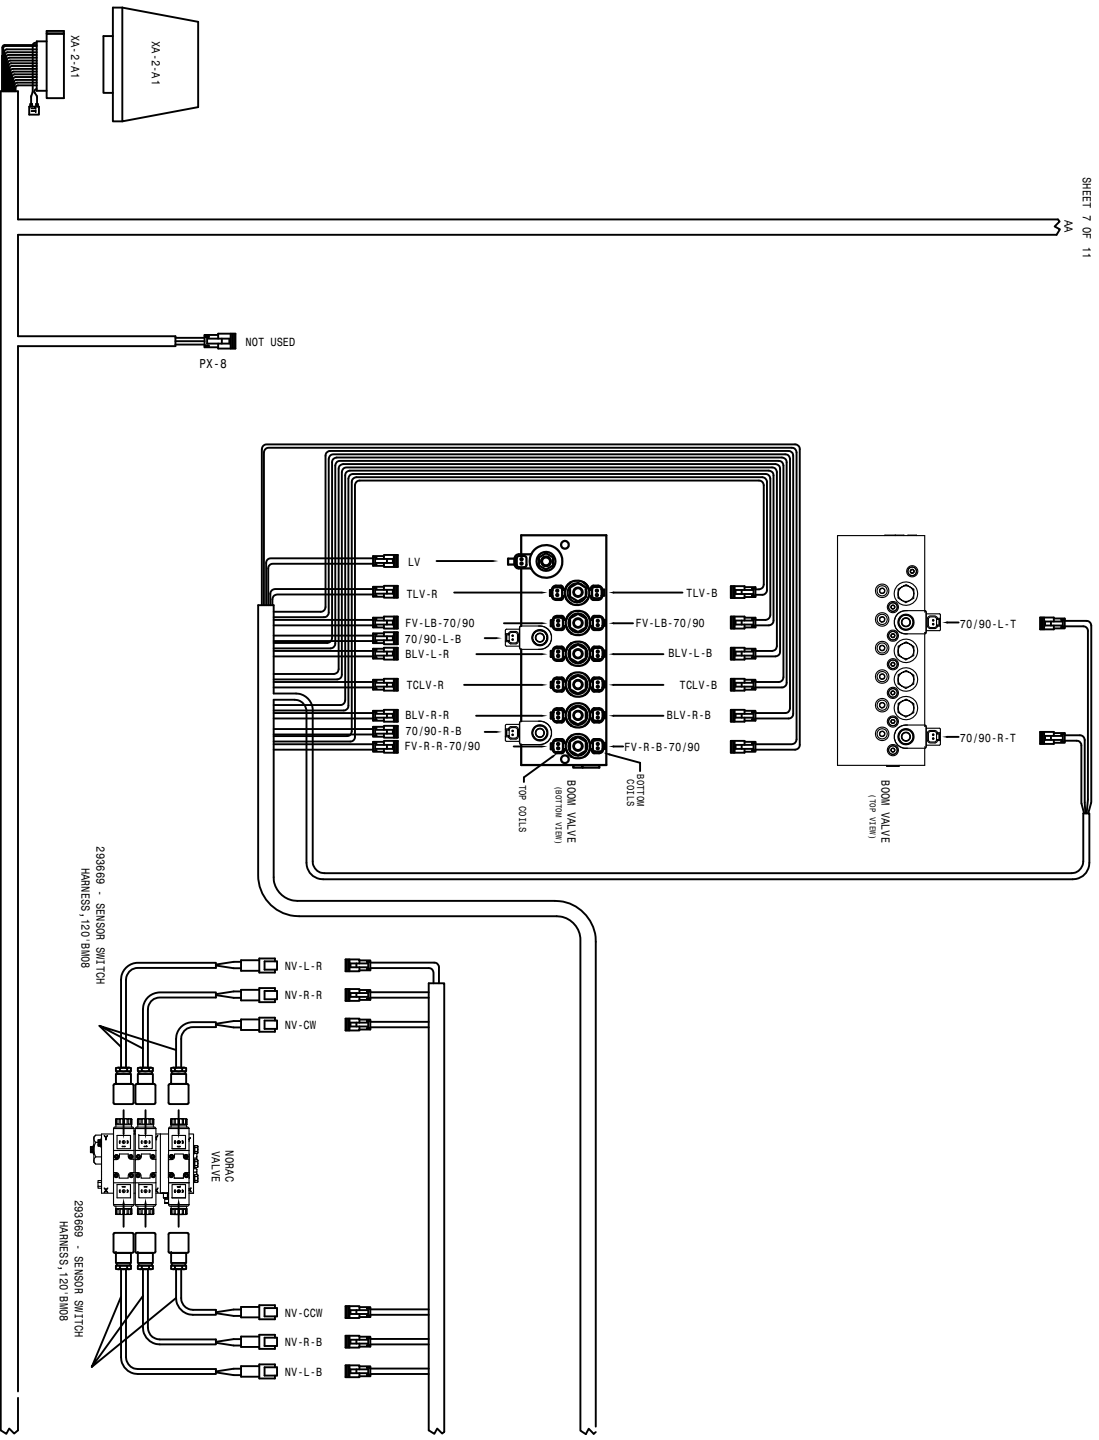 SHEET 7 OF 11
AA
XA-2-A1
XA-2-A1
NOT USED
PX-8
LV
TLV-R
FV-LB-70/90
70/90-L-B
BLV-L-R
TCLV-R
BLV-R-R
70/90-R-B
FV-R-R-70/90
TLV-B
FV-LB-70/90
BLV-L-B
TCLV-B
BLV-R-B
FV-R-B-70/90
70/90-L-T
70/90-R-T
BOTTOM
COILS
TOP COILS
BOOM VALVE
(BOTTOM VIEW)
BOOM VALVE
(TOP VIEW)
293669 - SENSOR SWITCH
HARNESS,120'BM08
NV-L-R
NV-R-R
NV-CW
NORAC
VALVE
293669 - SENSOR SWITCH
HARNESS,120'BM08
NV-CCW
NV-R-B
NV-L-B